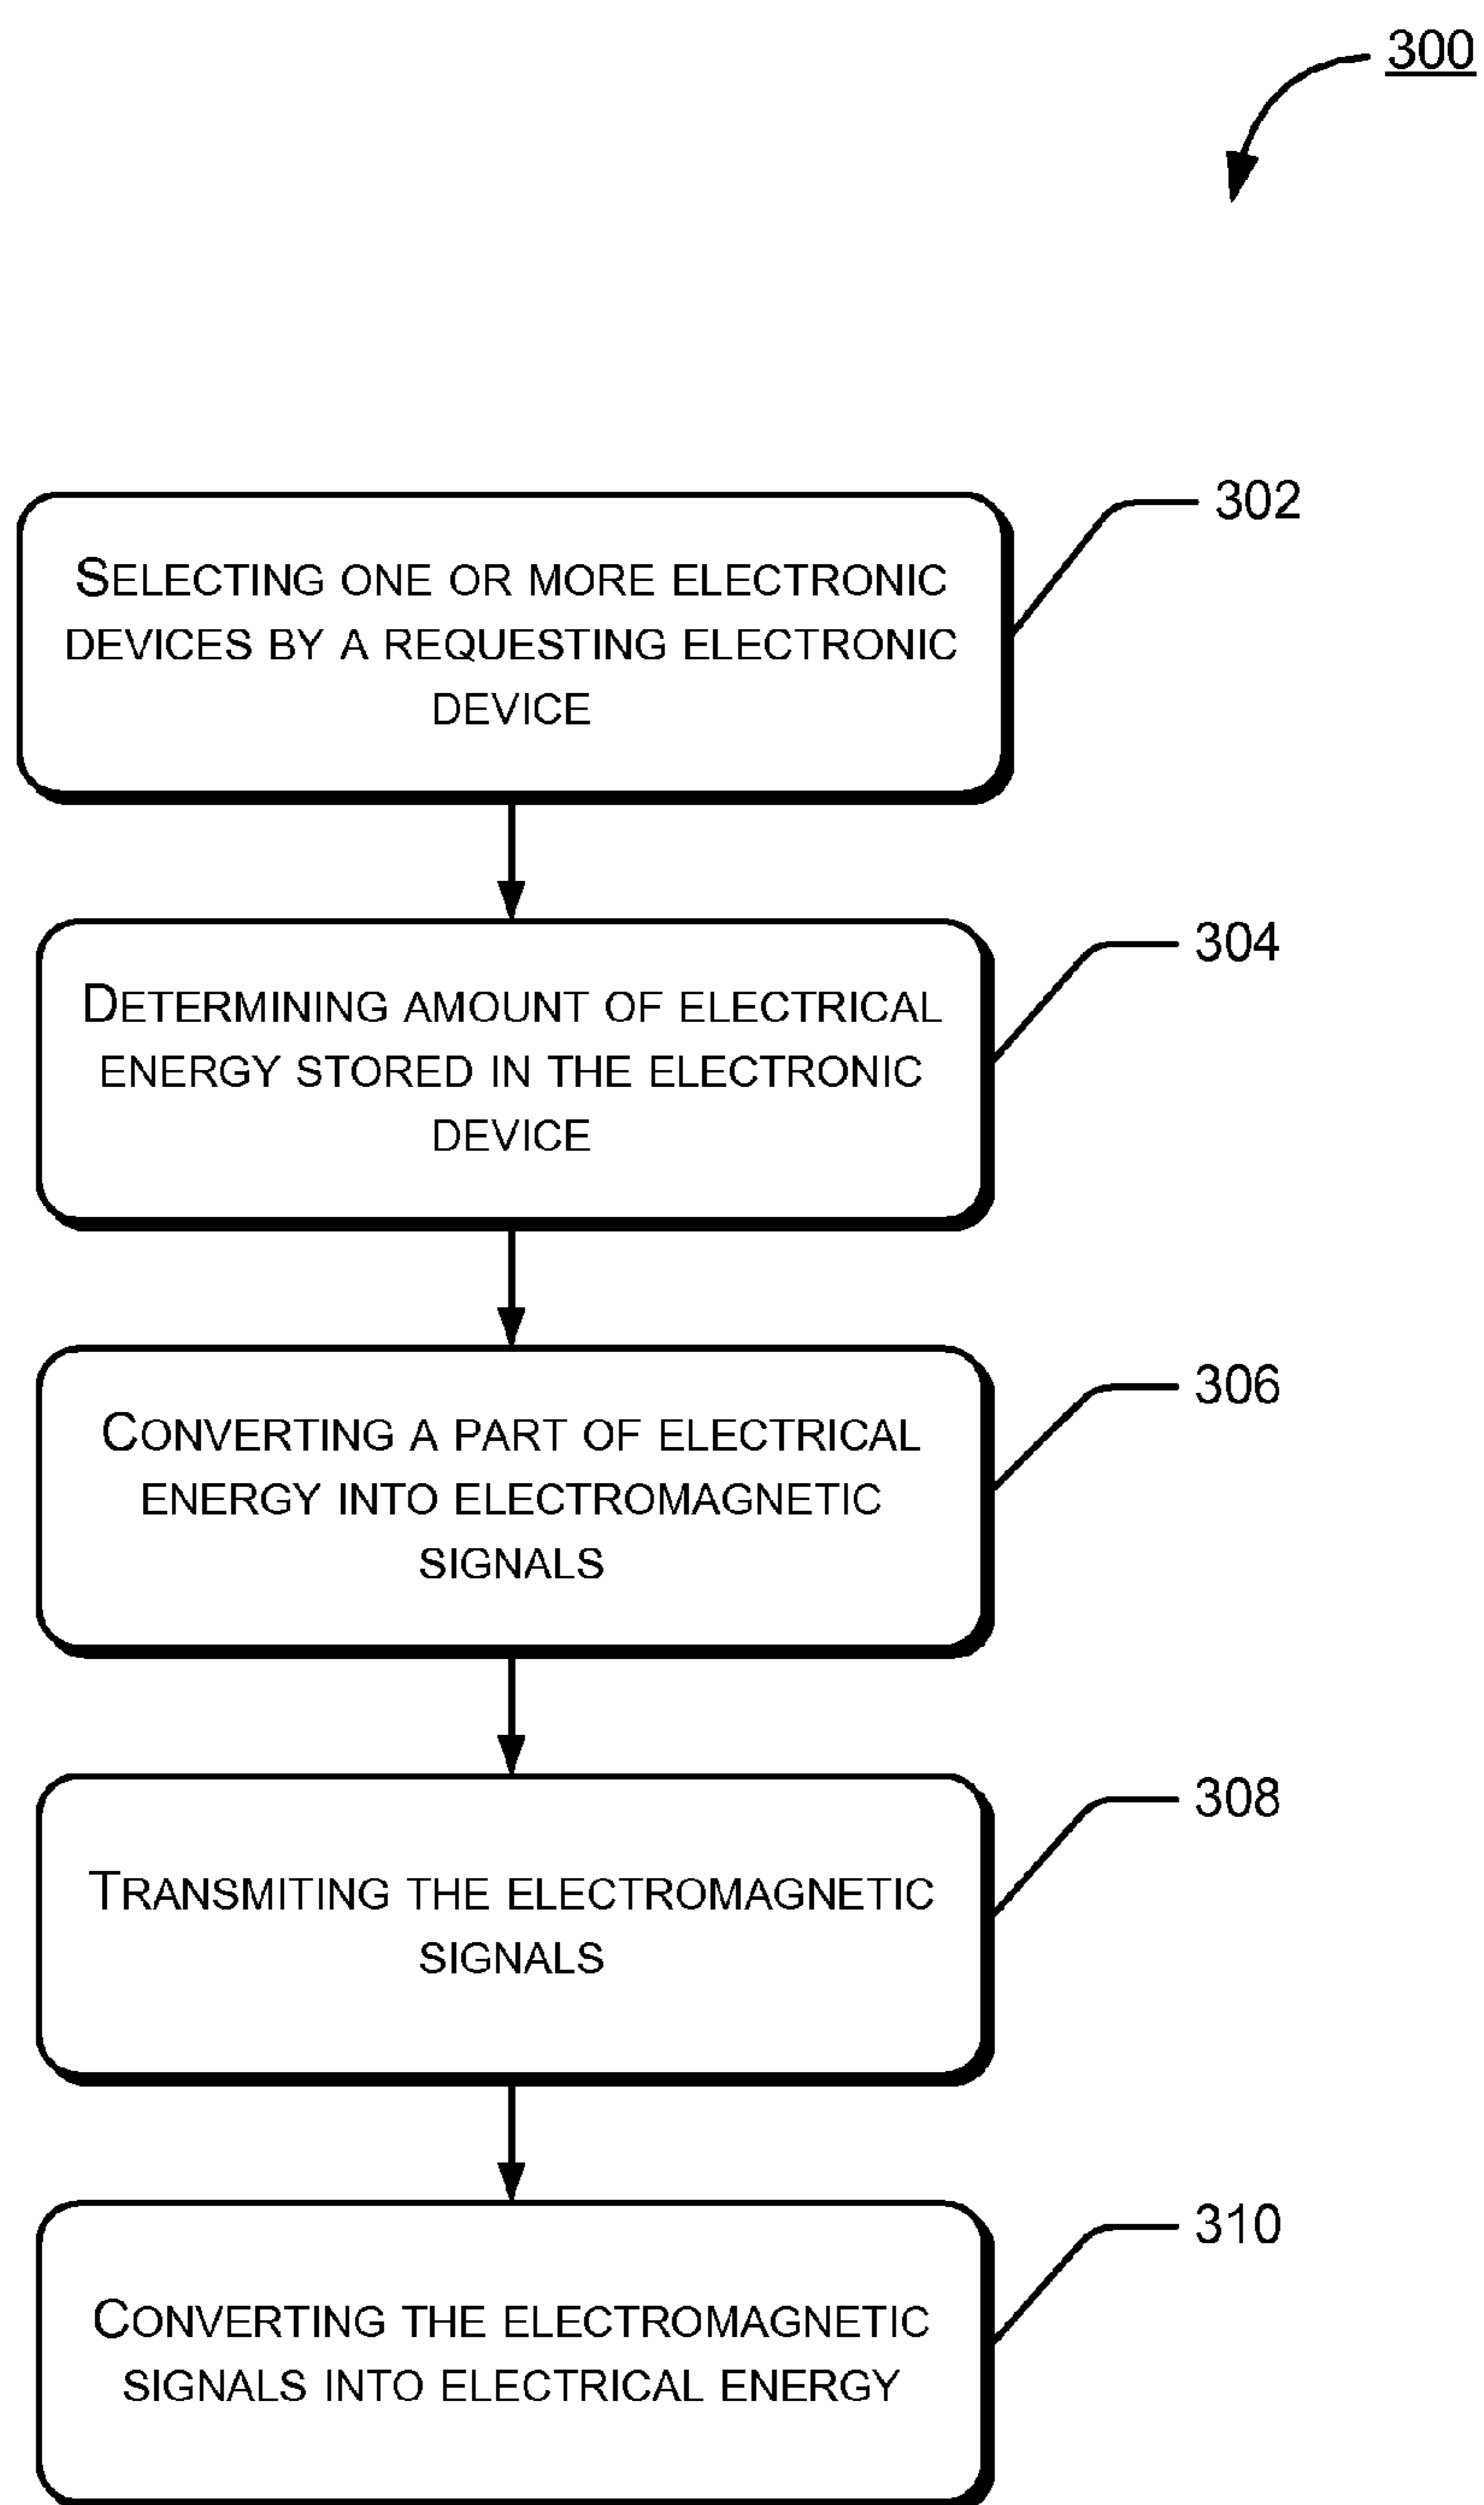 300
302
SELECTING ONE OR MORE ELECTRONIC
DEVICES BY A REQUESTING ELECTRONIC
DEVICE
304
DETERMINING AMOUNT OF ELECTRICAL
ENERGY STORED IN THE ELECTRONIC
DEVICE
306
CONVERTING A PART OF ELECTRICAL
ENERGY INTO ELECTROMAGNETIC
SIGNALS
308
TRANSMITING THE ELECTROMAGNETIC
SIGNALS
310
CONVERTING THE ELECTROMAGNETIC
SIGNALS INTO ELECTRICAL ENERGY